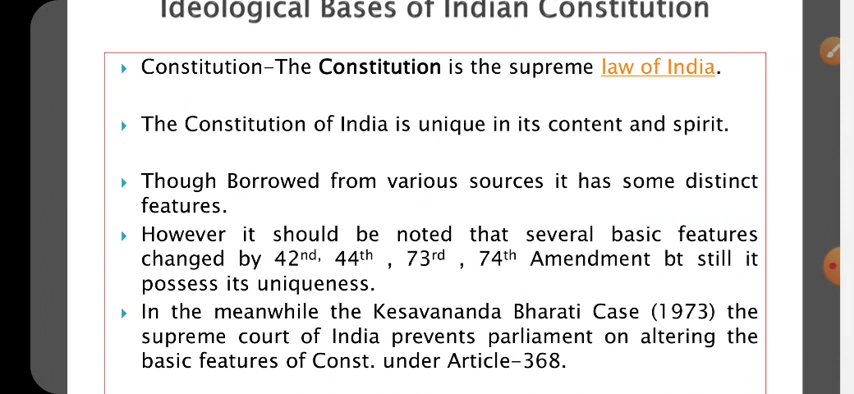 Ideological Bases of Indian Constitution
Constitution-The Constitution is the supreme law of India.
The Constitution of India is unique in its content and spirit.
Though Borrowed from various sources it has some distinct
features.
However it should be noted that several basic features
changed by 42nd, 44th , 73rd , 74th Amendment bt still it
possess its uniqueness.
In the meanwhile the Kesavananda Bharati Case (1973) the
supreme court of India prevents parliament on altering the
basic features of Const. under Article-368.